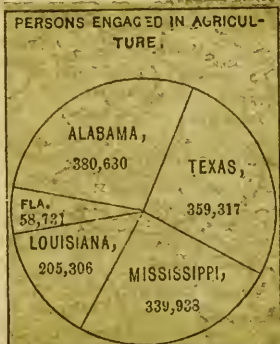 PERSONS ENGAGED IN AGRICUL-
TURE.
ALABAMA,
380,630
TEXAS,
359,317
FLA.
58,731
LOUISIANA,
205,306
MISSISSIPPI,
339,938